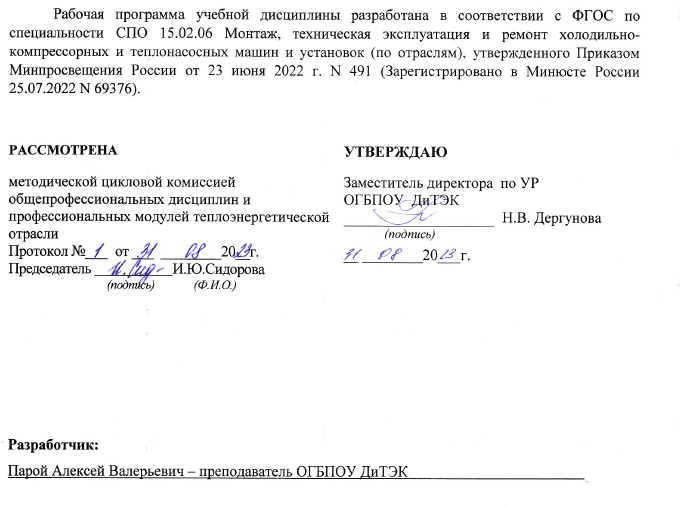 Рабочая программа учебной дисциплины разработана в соответствии с ФГОС по
специальности СПО 15.02.06 Монтаж, техническая эксплуатация и ремонт холодильно-
компрессорных и теплонасосных машин и установок (по отраслям), утвержденного Приказом
Минпросвещения России от 23 июня 2022 г. N 491 (Зарегистрировано в Минюсте России
25.07.2022 N 69376).
РАССМОТРЕНА
методической цикловой комиссией
общепрофессиональных дисциплин и
профессиональных модулей теплоэнергетической
отрасли
Протокол № 1 от 31 08 2023г.
Председатель И.Ю.Сидорова
(подпись) (Ф.И.О.)
УТВЕРЖДАЮ
Заместитель директора по УР
ОГБПОУ ДиТЭК
Н.В. Дергунова
(подпись)
31 08 2023г.
Разработчик:
Парой Алексей Валерьевич – преподаватель ОГБПОУ ДиТЭК